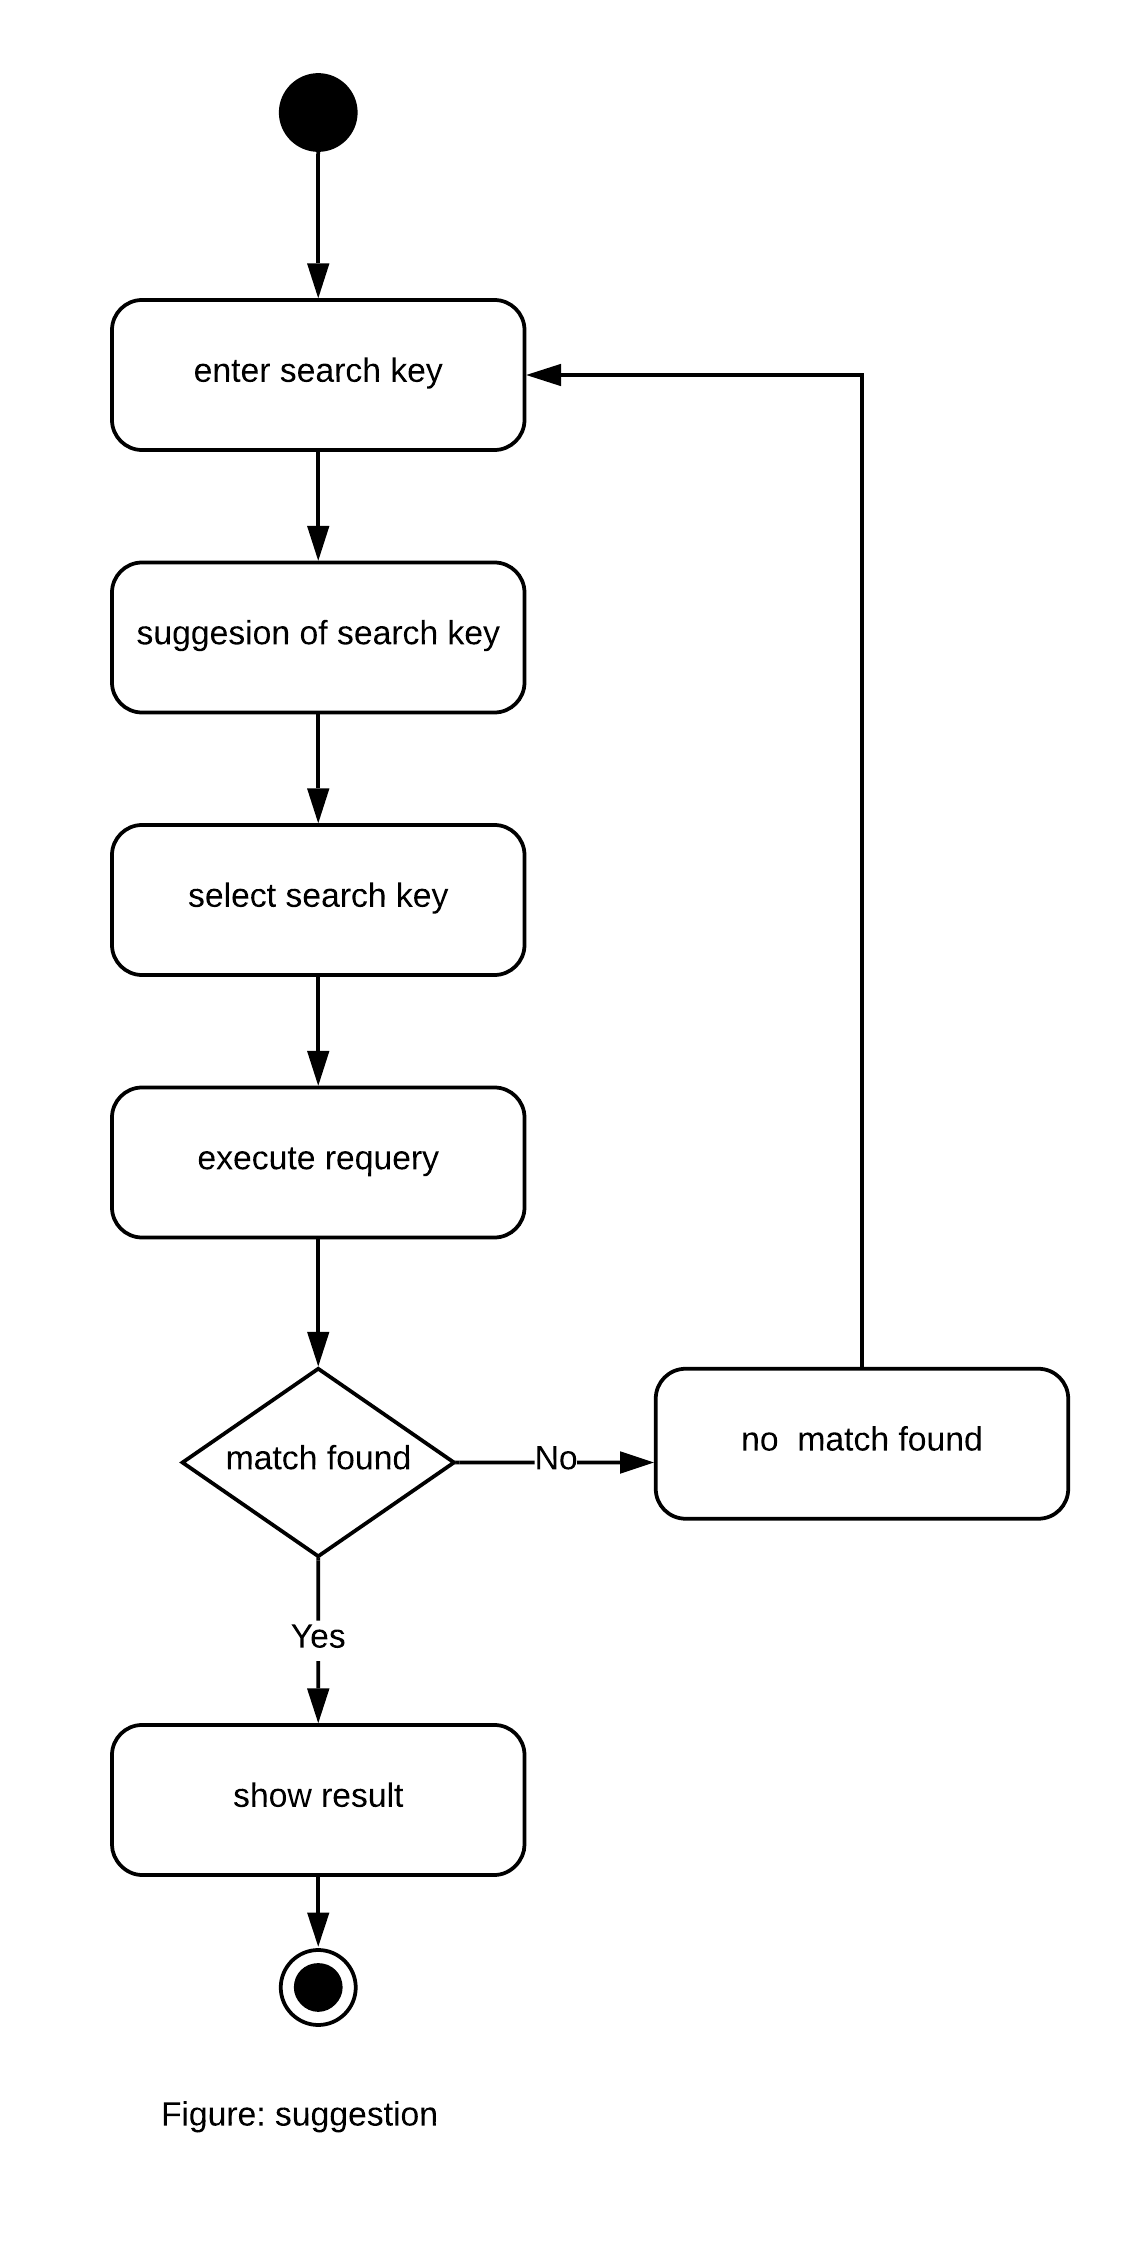 enter search key
suggesion of search key
select search key
execute requery
match found
No
no  match found
Yes
show result
Figure: suggestion